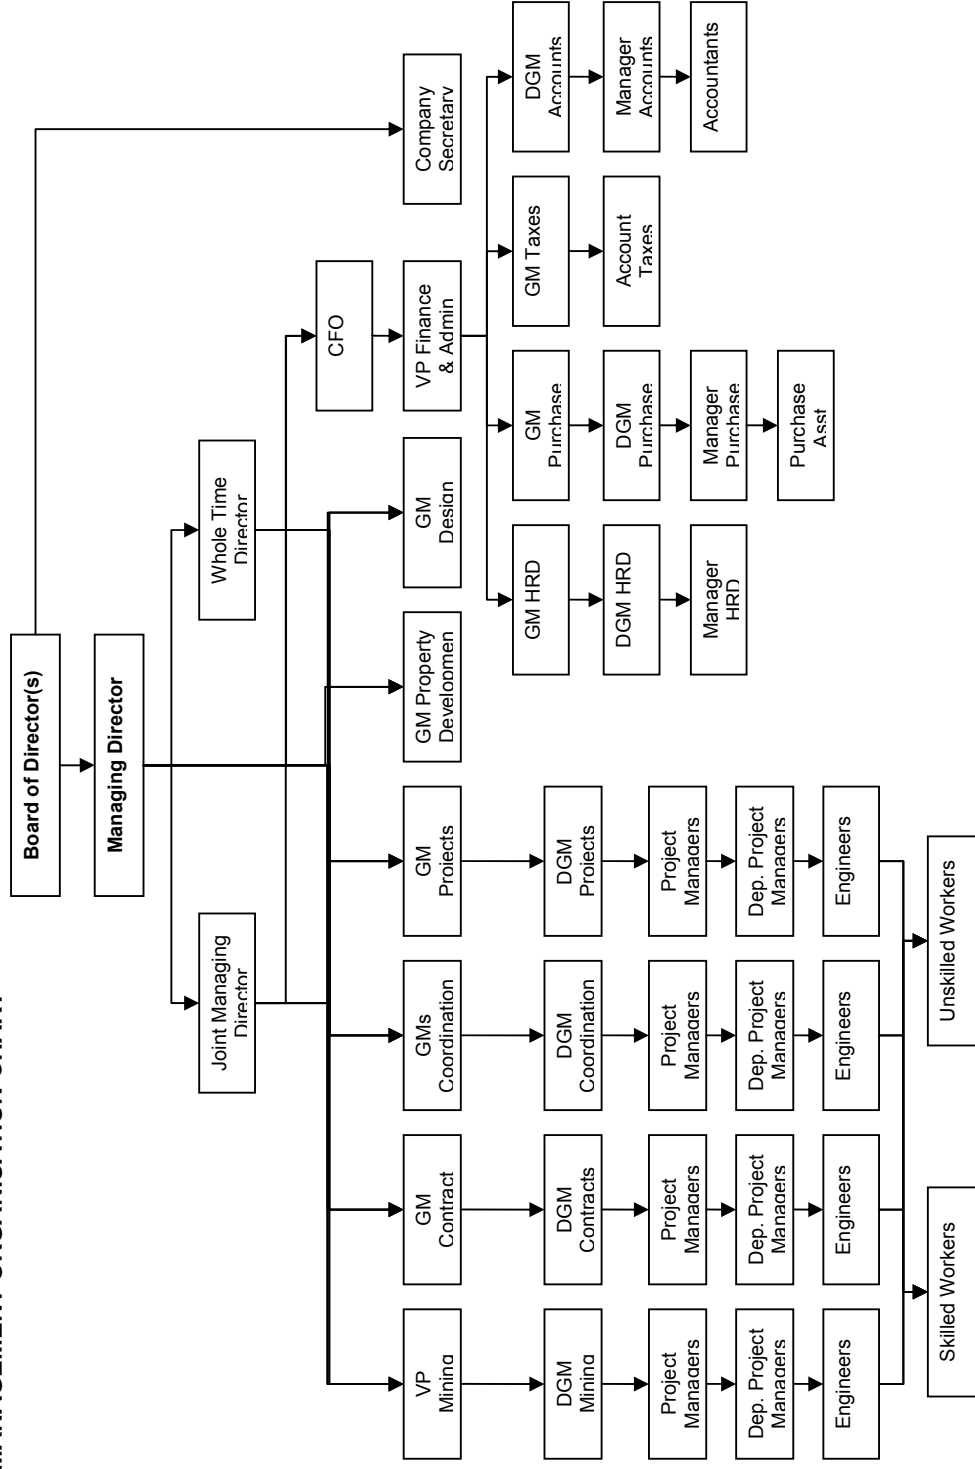 MANAGEMENT ORGANISATION CHART
Board of Director(s)
Managing Director
Joint Managing
Director
Whole Time
Director
CFO
VP
Mining
GM
Contract
GMs
Coordination
GM
Projects
GM Property
Developmen
GM
Design
VP Finance
& Admin
Company
Secretary
GM HRD
GM
Purchase
GM Taxes
DGM
Accounts
DGM
Mining
DGM
Contracts
DGM
Coordination
DGM
Projects
DGM HRD
DGM
Purchase
Account
Taxes
Manager
Accounts
Project
Managers
Project
Managers
Project
Managers
Project
Managers
Manager
HRD
Manager
Purchase
Accountants
Dep. Project
Managers
Dep. Project
Managers
Dep. Project
Managers
Dep. Project
Managers
Purchase
Asst
Engineers
Engineers
Engineers
Engineers
Skilled Workers
Unskilled Workers